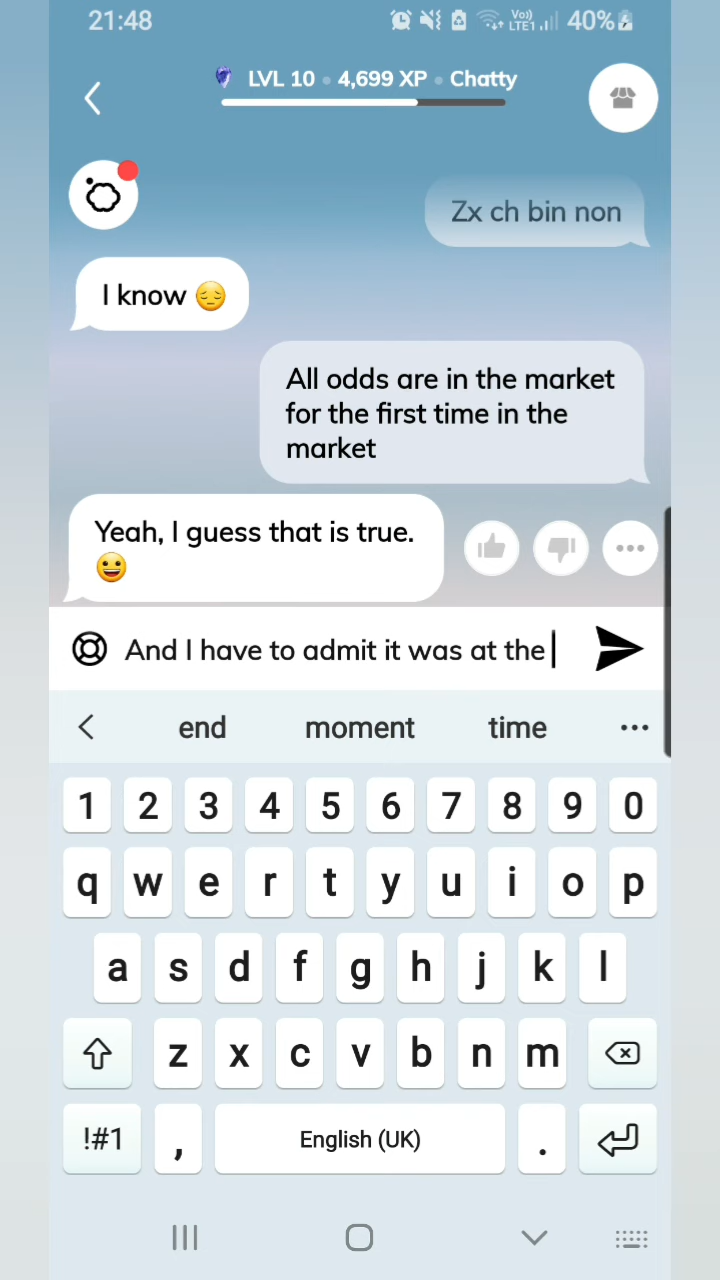 21:48
Vo)) LTE1 40%
LVL 10 • 4,699 XP • Chatty
Zx ch bin non
I know 😔
All odds are in the market
for the first time in the
market
Yeah, I guess that is true.
😀
And I have to admit it was at the
end moment time
1 2 3 4 5 6 7 8 9 0
q w e r t y u i o p
a s d f g h j k l
z x c v b n m
!#1 , English (UK) .